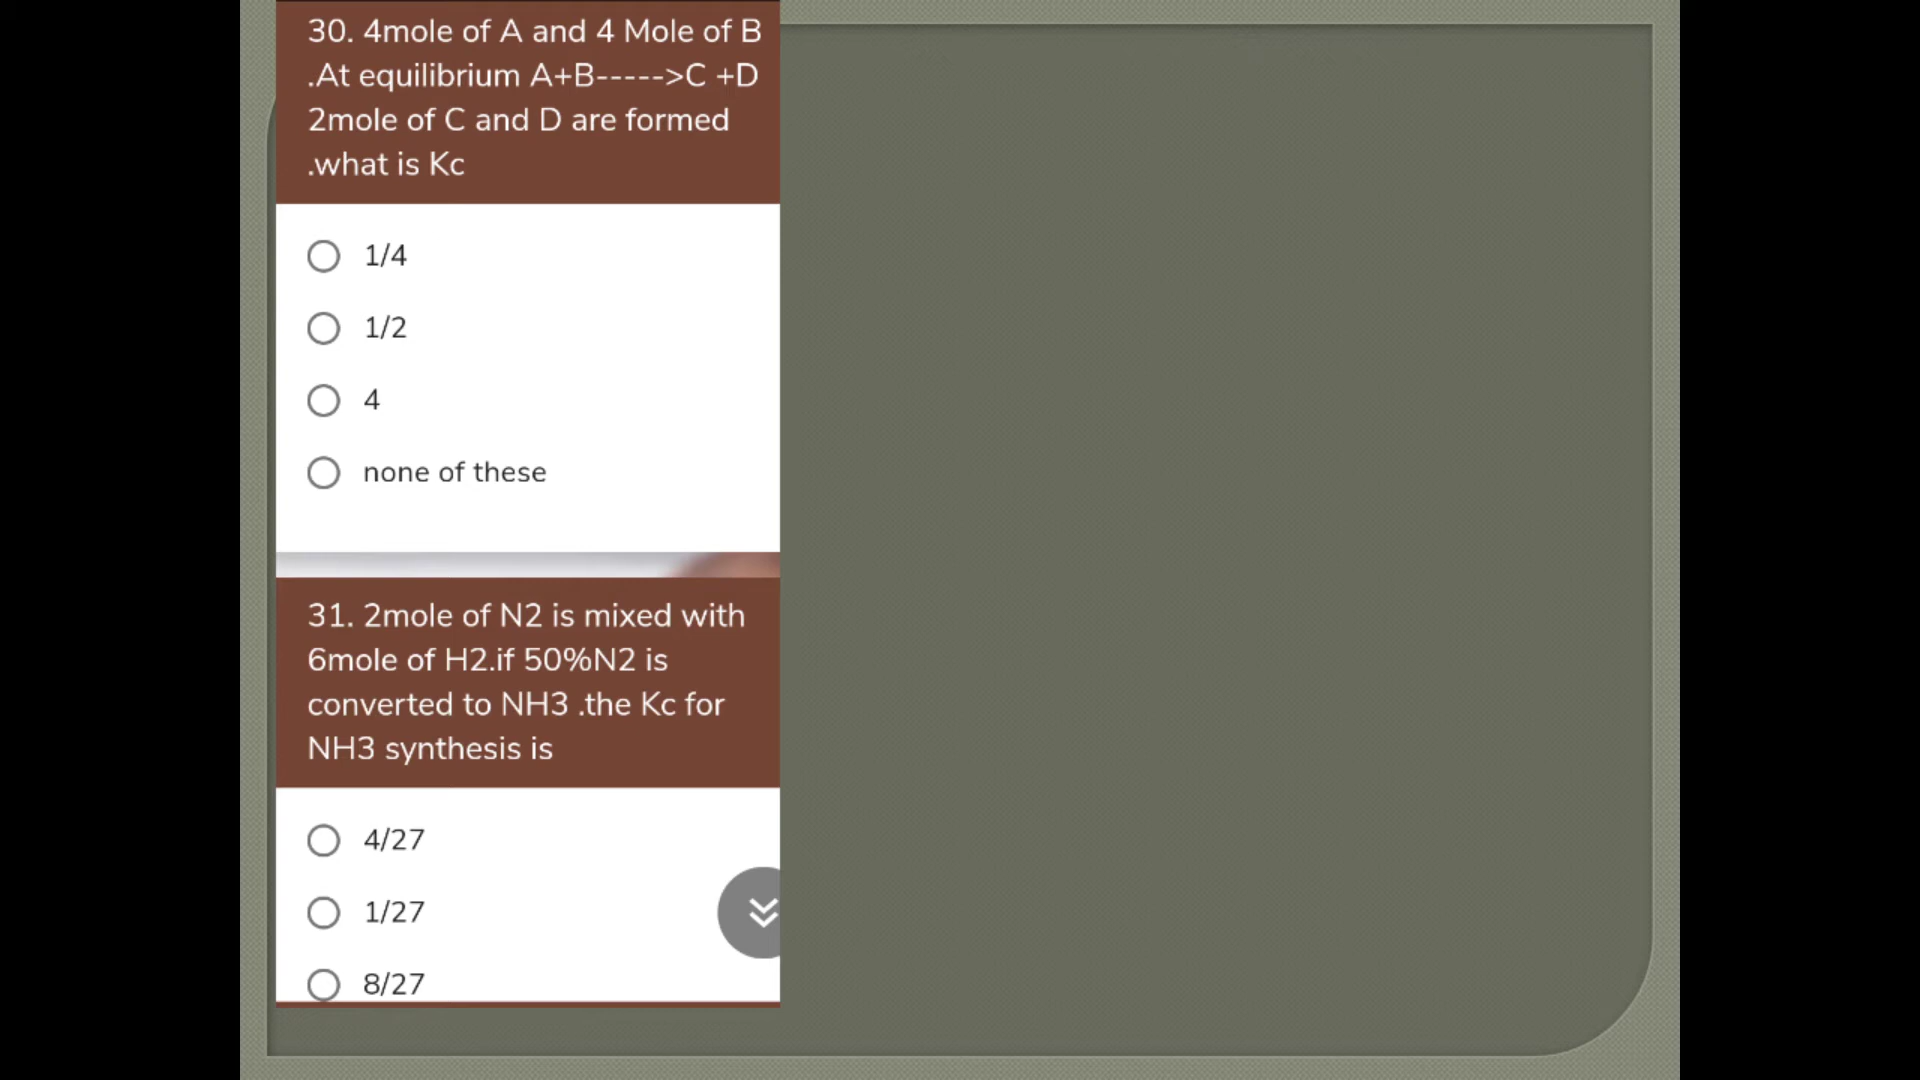 30. 4mole of A and 4 Mole of B
.At equilibrium A+B----->C +D
2mole of C and D are formed
.what is Kc
1/4
1/2
4
none of these
31. 2mole of N2 is mixed with
6mole of H2.if 50%N2 is
converted to NH3 .the Kc for
NH3 synthesis is
4/27
1/27
8/27